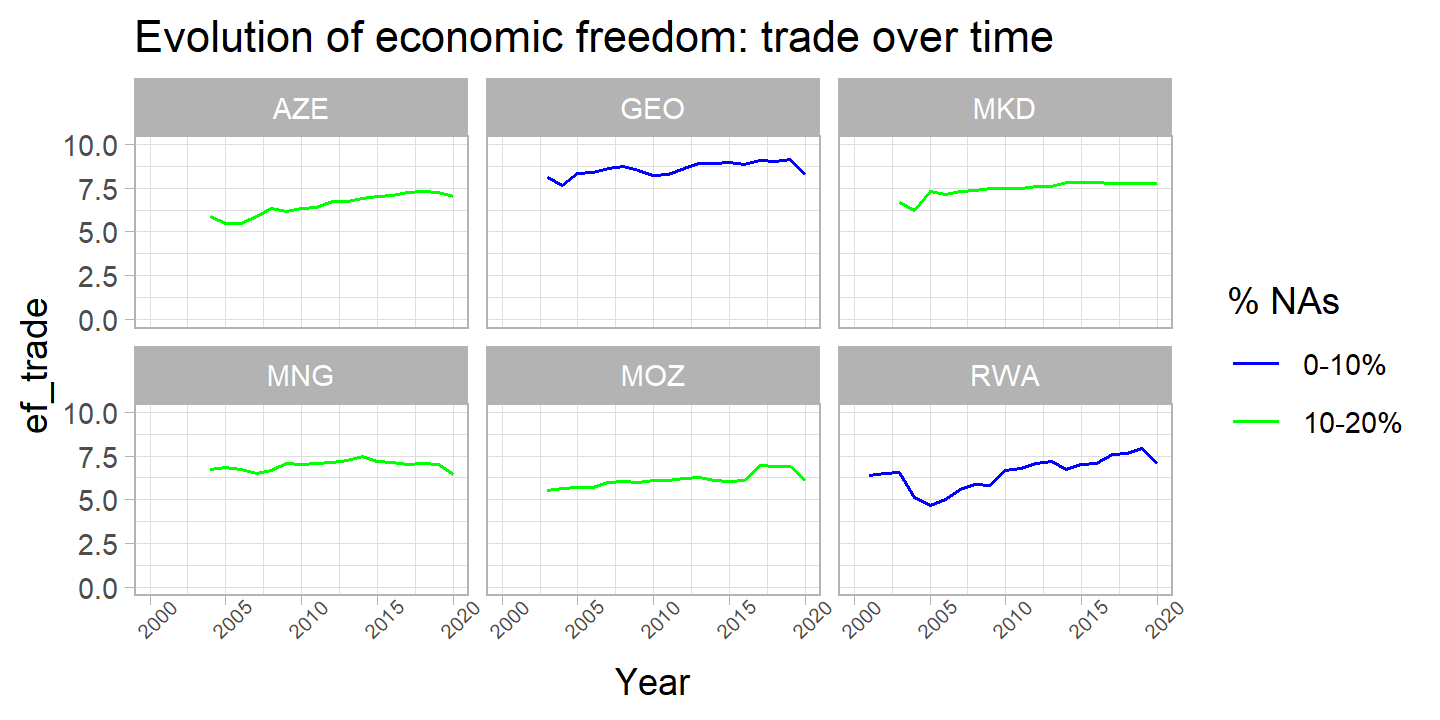 Evolution of economic freedom: trade over time
AZE
GEO
MKD
10.0
7.5
5.0
2.5
0.0
MNG
MOZ
RWA
10.0
7.5
5.0
2.5
0.0
2000 2005 2010 2015 2020
2000 2005 2010 2015 2020
2000 2005 2010 2015 2020
ef_trade
Year
% NAs
0-10%
10-20%